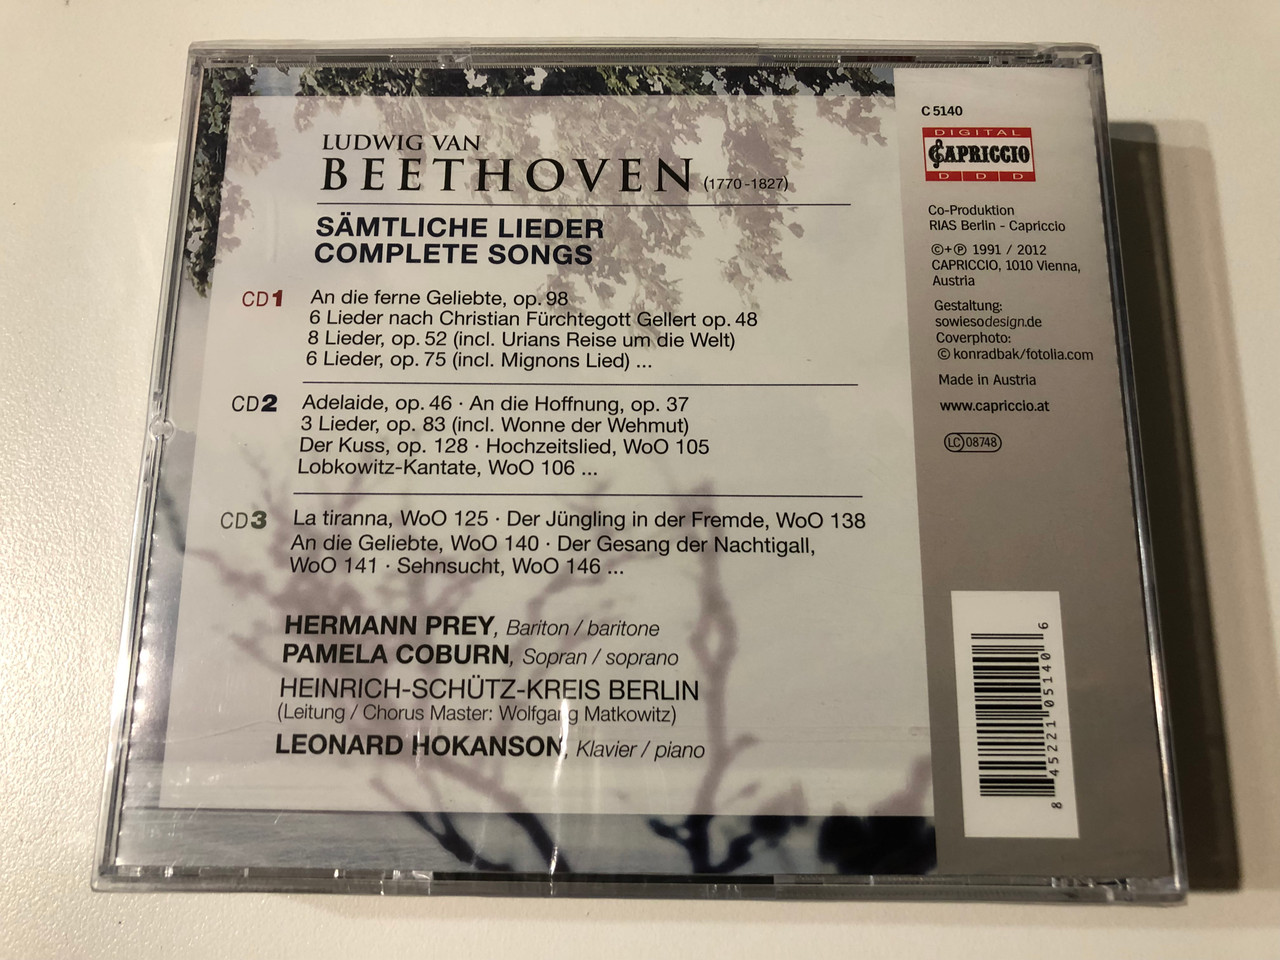 LUDWIG VAN
BEETHOVEN (1770-1827)
SÄMTLICHE LIEDER
COMPLETE SONGS
CD1 An die ferne Geliebte, op. 98
6 Lieder nach Christian Fürchtegott Gellert op. 48
8 Lieder, op. 52 (incl. Urians Reise um die Welt)
6 Lieder, op. 75 (incl. Mignons Lied) ...
CD2 Adelaide, op. 46 · An die Hoffnung, op. 37
3 Lieder, op. 83 (incl. Wonne der Wehmut)
Der Kuss, op. 128 · Hochzeitslied, WoO 105
Lobkowitz-Kantate, WoO 106 ...
CD3 La tiranna, WoO 125 · Der Jüngling in der Fremde, WoO 138
An die Geliebte, WoO 140 · Der Gesang der Nachtigall,
WoO 141 · Sehnsucht, WoO 146 ...
HERMANN PREY, Bariton / baritone
PAMELA COBURN, Sopran / soprano
HEINRICH-SCHÜTZ-KREIS BERLIN
(Leitung / Chorus Master: Wolfgang Matkowitz)
LEONARD HOKANSON, Klavier / piano
C 5140
DIGITAL
CAPRICCIO
D D D
Co-Produktion
RIAS Berlin - Capriccio
©+℗ 1991 / 2012
CAPRICCIO, 1010 Vienna,
Austria
Gestaltung:
sowiesodesign.de
Coverphoto:
© konradbak/fotolia.com
Made in Austria
www.capriccio.at
LC 08748
8 45221 05140 6